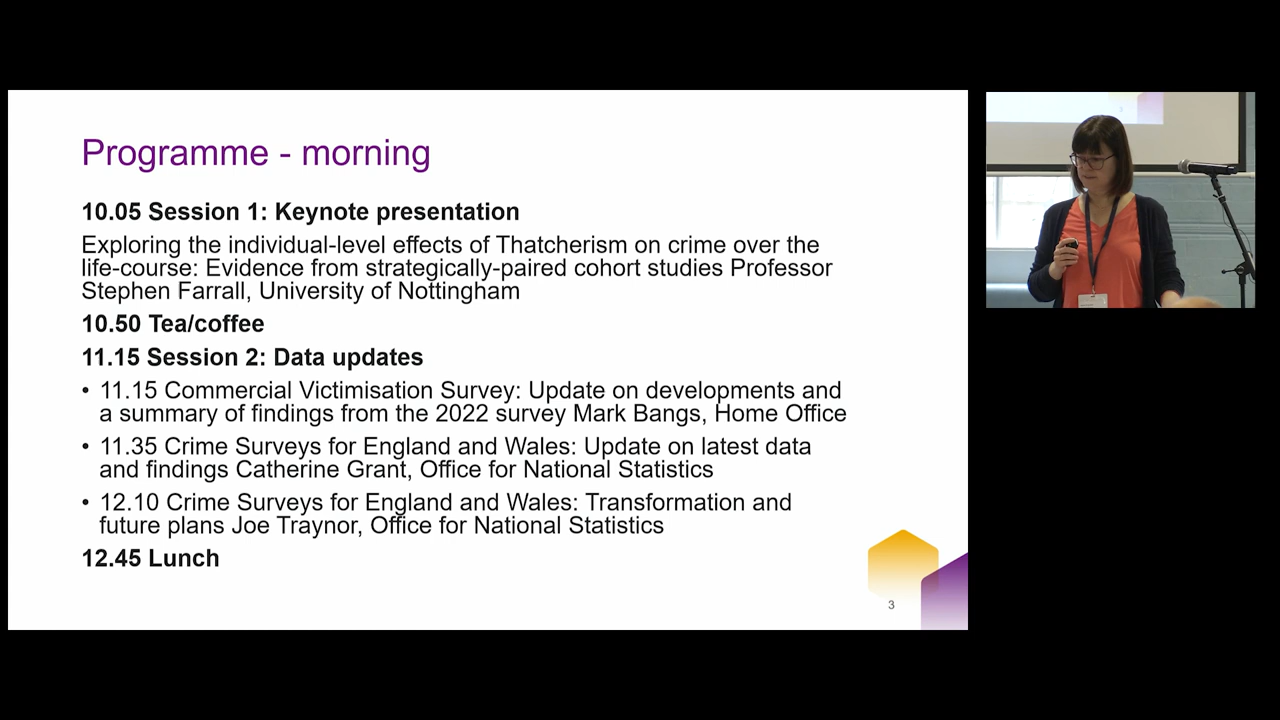 Programme - morning
10.05 Session 1: Keynote presentation
Exploring the individual-level effects of Thatcherism on crime over the
life-course: Evidence from strategically-paired cohort studies Professor
Stephen Farrall, University of Nottingham
10.50 Tea/coffee
11.15 Session 2: Data updates
• 11.15 Commercial Victimisation Survey: Update on developments and
a summary of findings from the 2022 survey Mark Bangs, Home Office
• 11.35 Crime Surveys for England and Wales: Update on latest data
and findings Catherine Grant, Office for National Statistics
• 12.10 Crime Surveys for England and Wales: Transformation and
future plans Joe Traynor, Office for National Statistics
12.45 Lunch
3